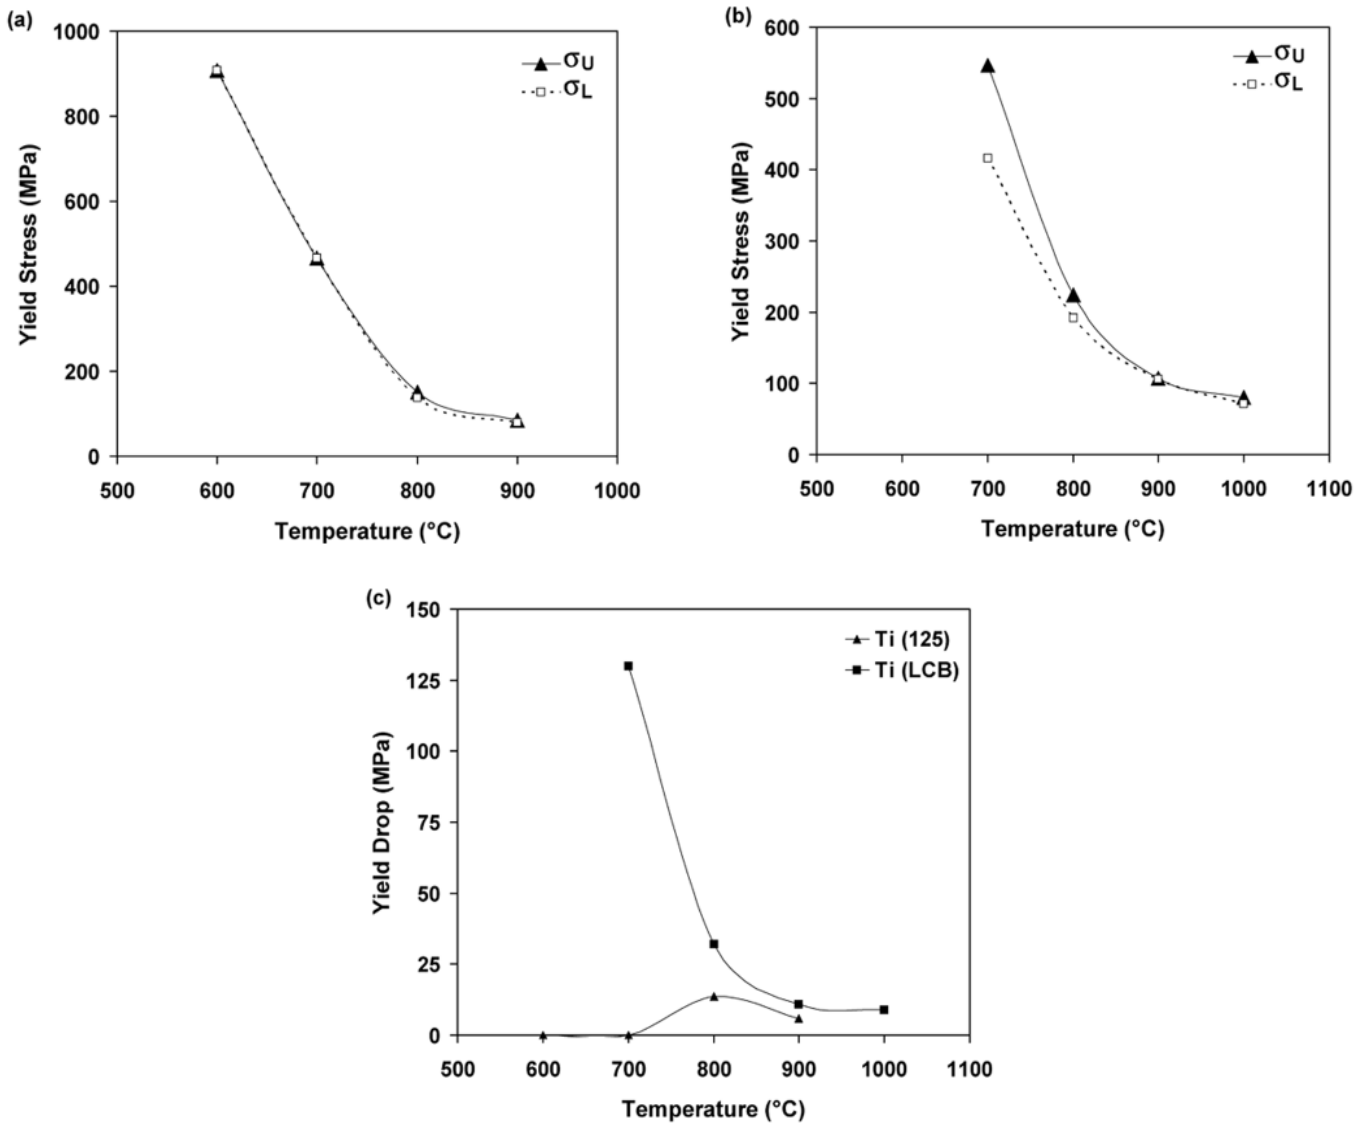 (a)
1000
800
600
400
200
0
Yield Stress (MPa)
σU
σL
500 600 700 800 900 1000
Temperature (°C)
(b)
600
500
400
300
200
100
0
Yield Stress (MPa)
σU
σL
500 600 700 800 900 1000 1100
Temperature (°C)
(c)
150
125
100
75
50
25
0
Yield Drop (MPa)
Ti (125)
Ti (LCB)
500 600 700 800 900 1000 1100
Temperature (°C)